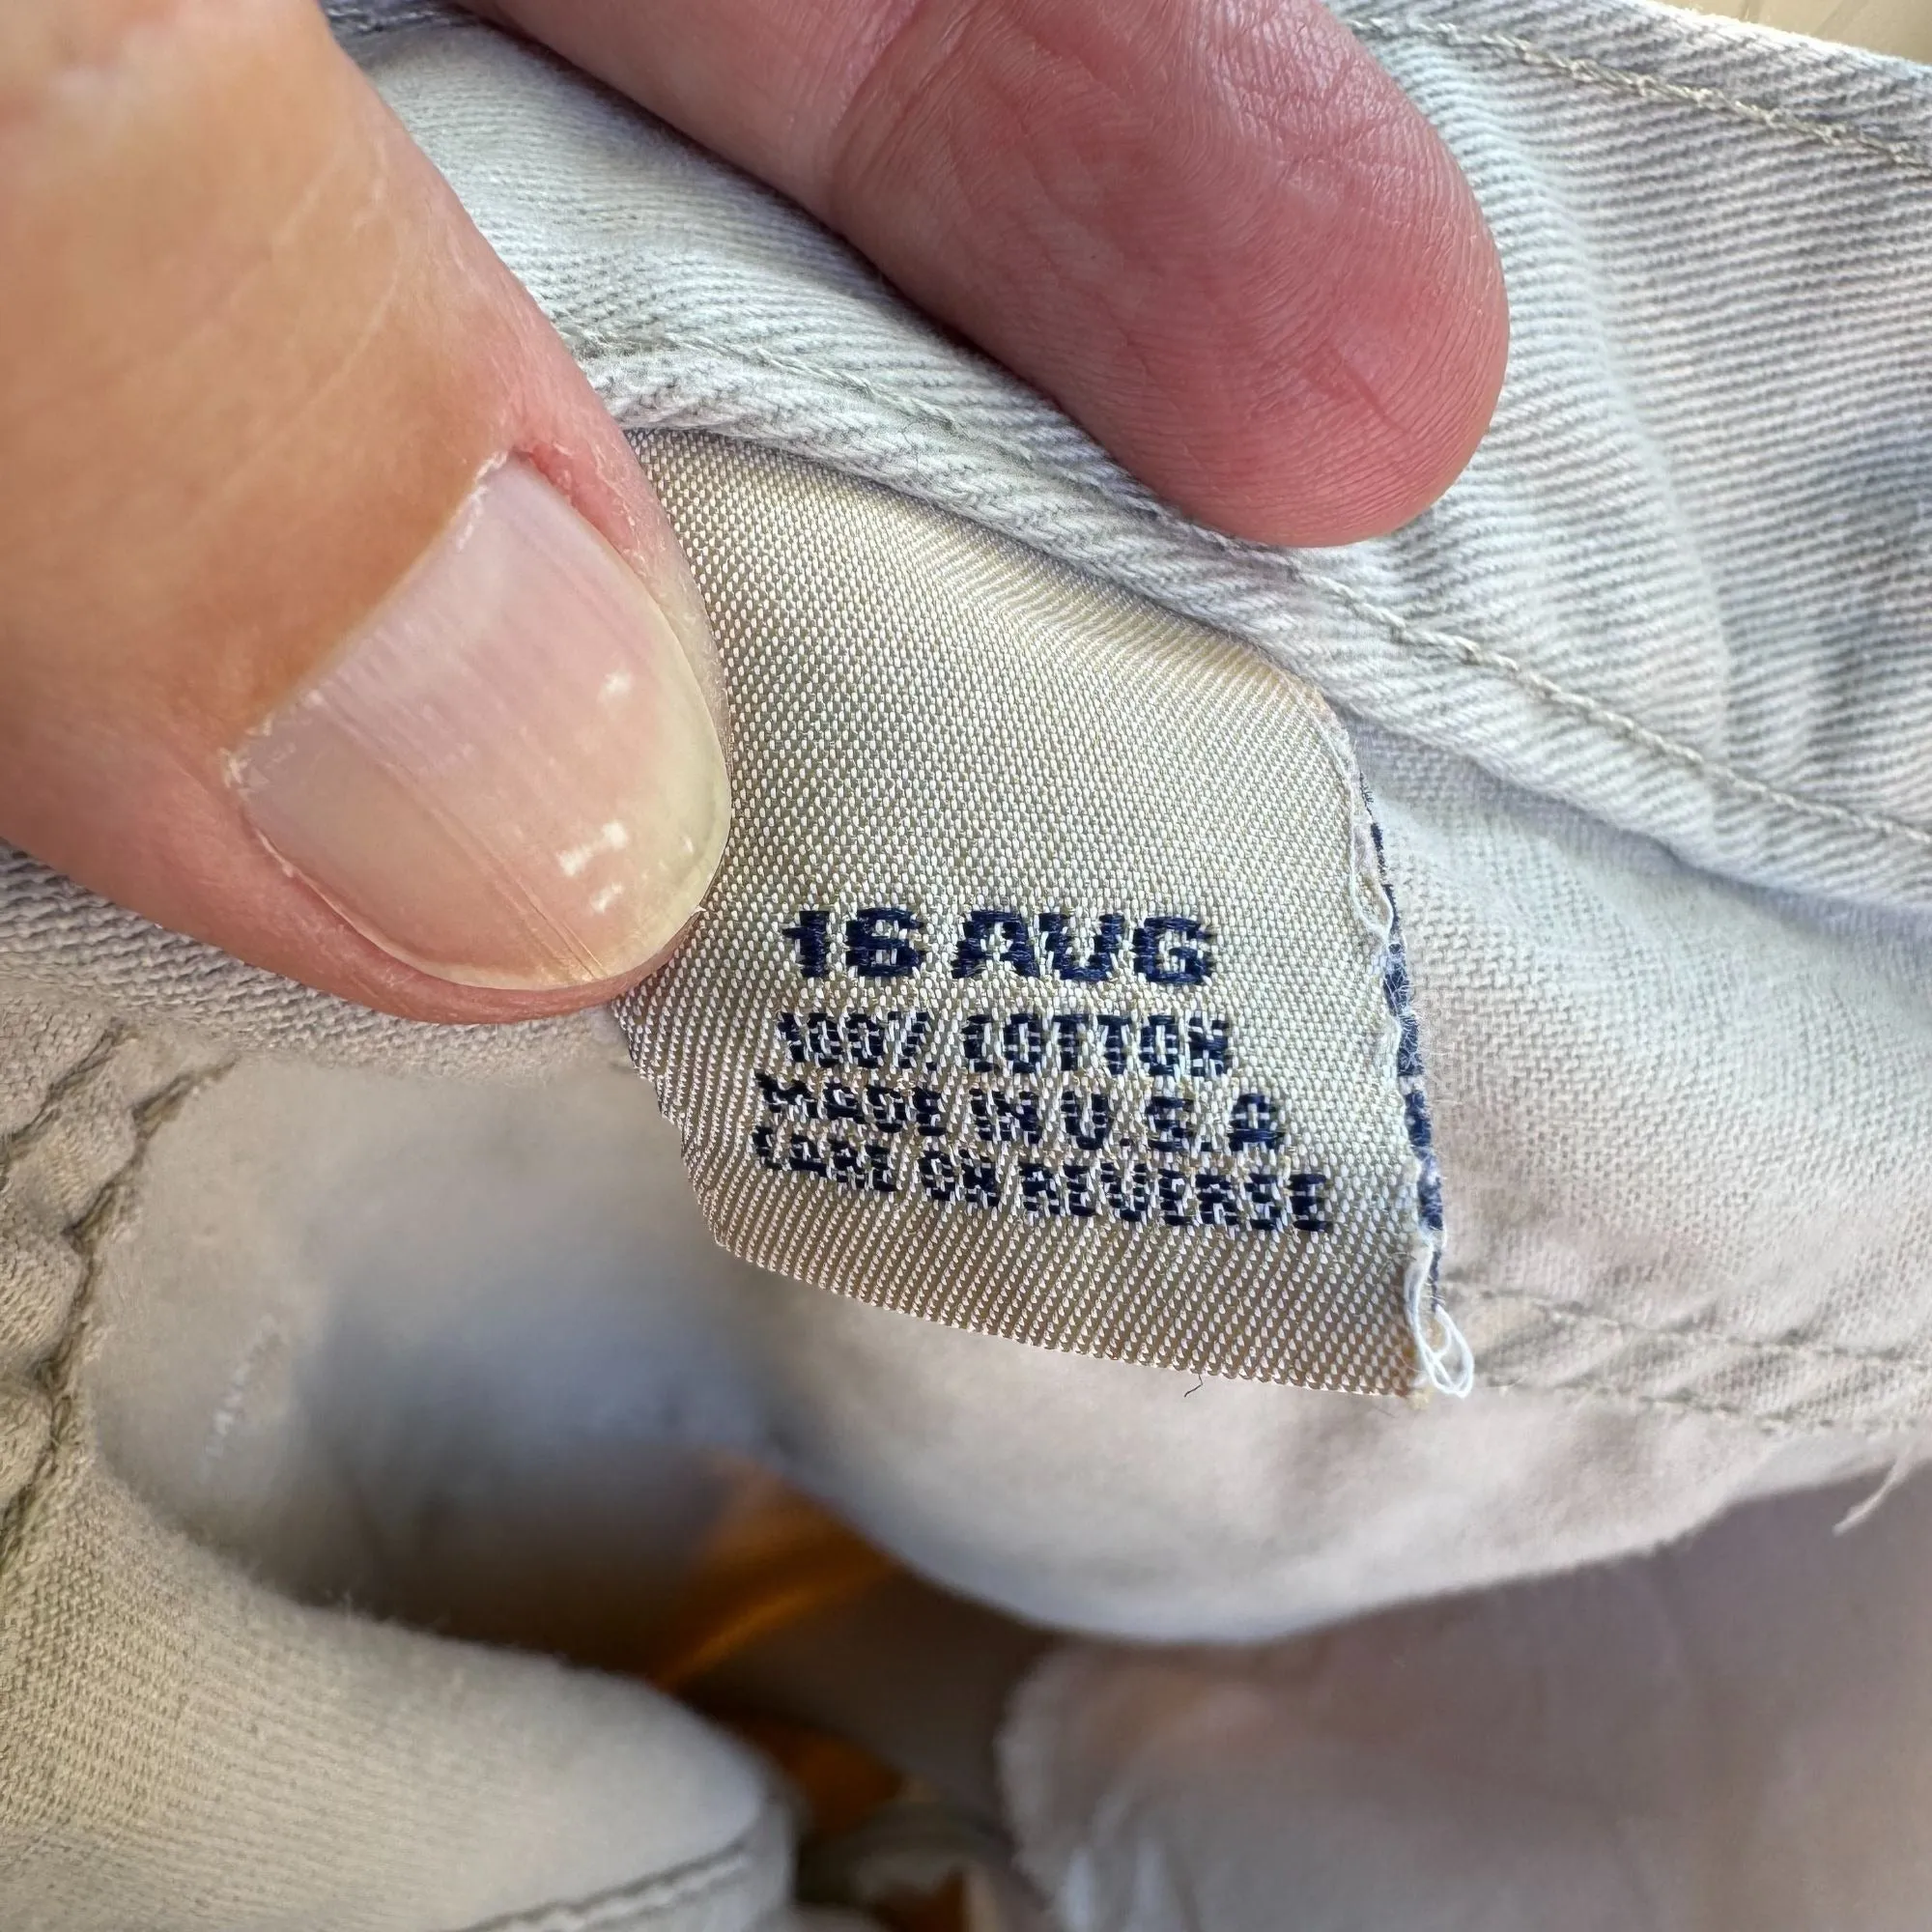 16 AUG
100% COTTON
MADE IN U.S.A
CARE ON REVERSE